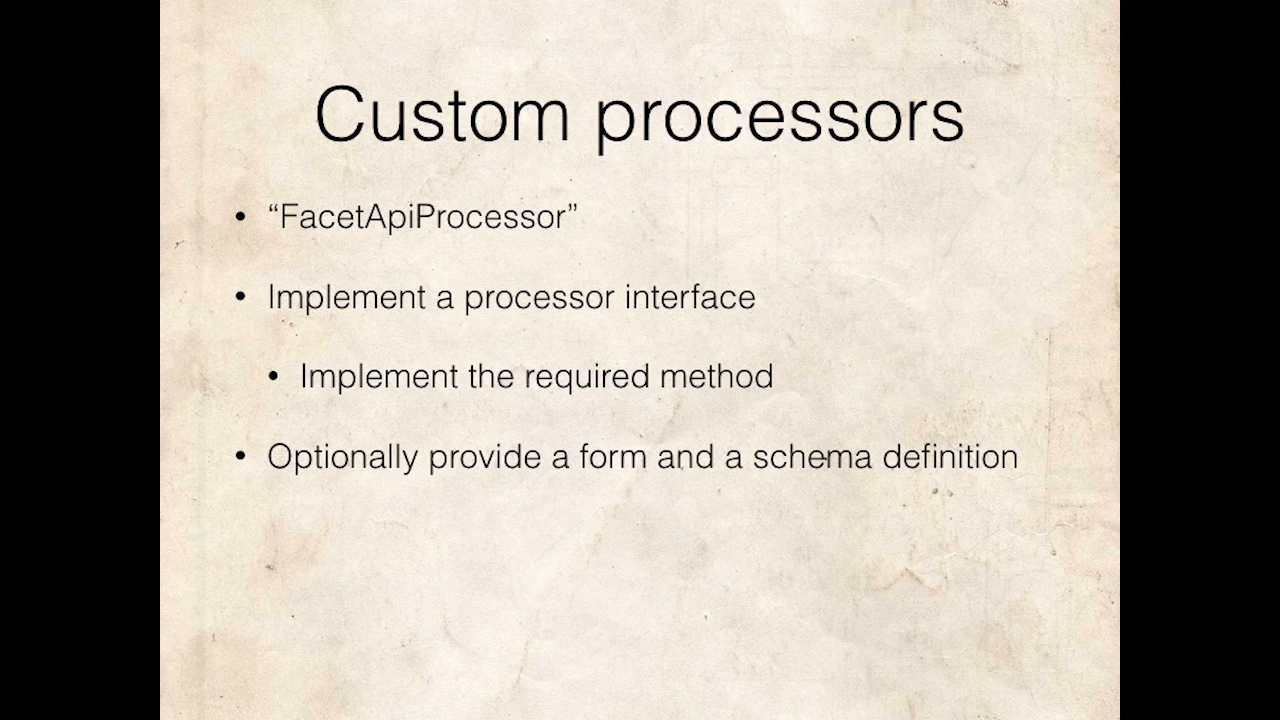 Custom processors
• “FacetApiProcessor”
• Implement a processor interface
• Implement the required method
• Optionally provide a form and a schema definition